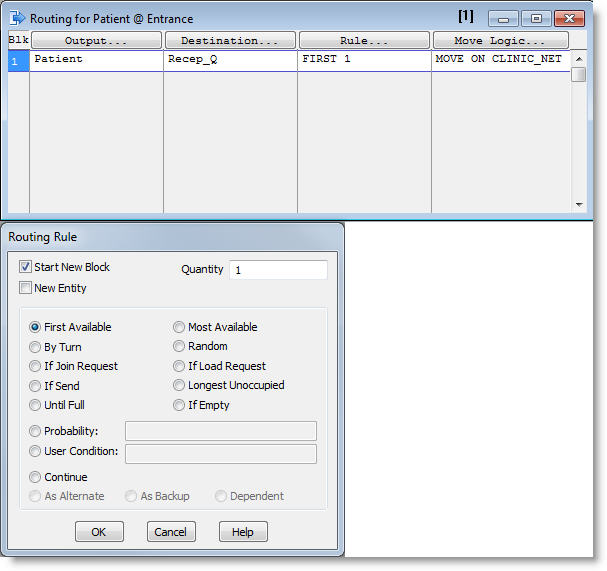 Routing for Patient @ Entrance [1]
Blk Output... Destination... Rule... Move Logic...
1 Patient Recep_Q FIRST 1 MOVE ON CLINIC_NET
Routing Rule
Start New Block Quantity 1
New Entity
First Available Most Available
By Turn Random
If Join Request If Load Request
If Send Longest Unoccupied
Until Full If Empty
Probability:
User Condition:
Continue
As Alternate As Backup Dependent
OK Cancel Help